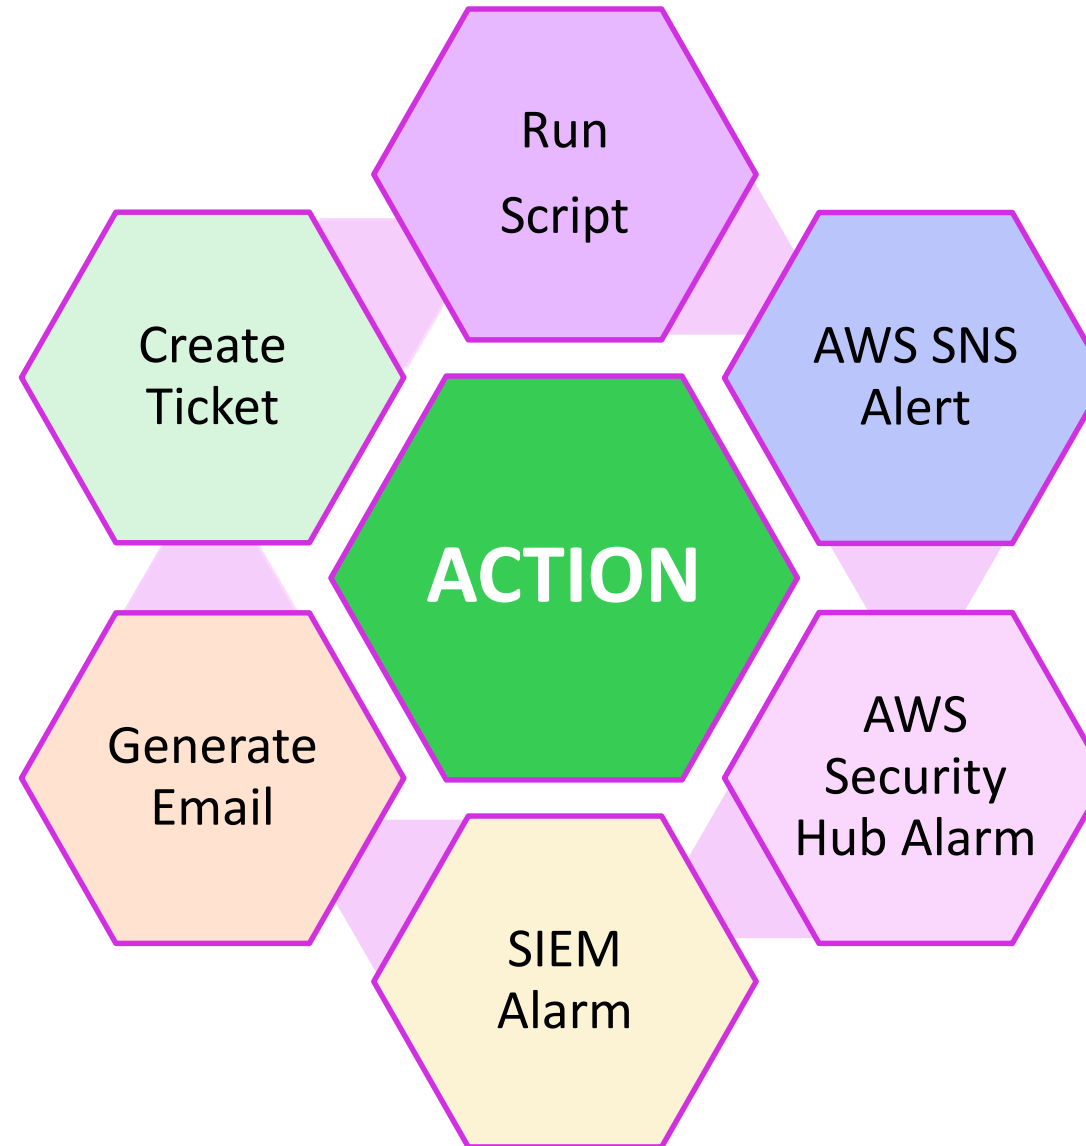 Run
Script
AWS SNS
Alert
AWS
Security
Hub Alarm
SIEM
Alarm
Generate
Email
Create
Ticket
ACTION